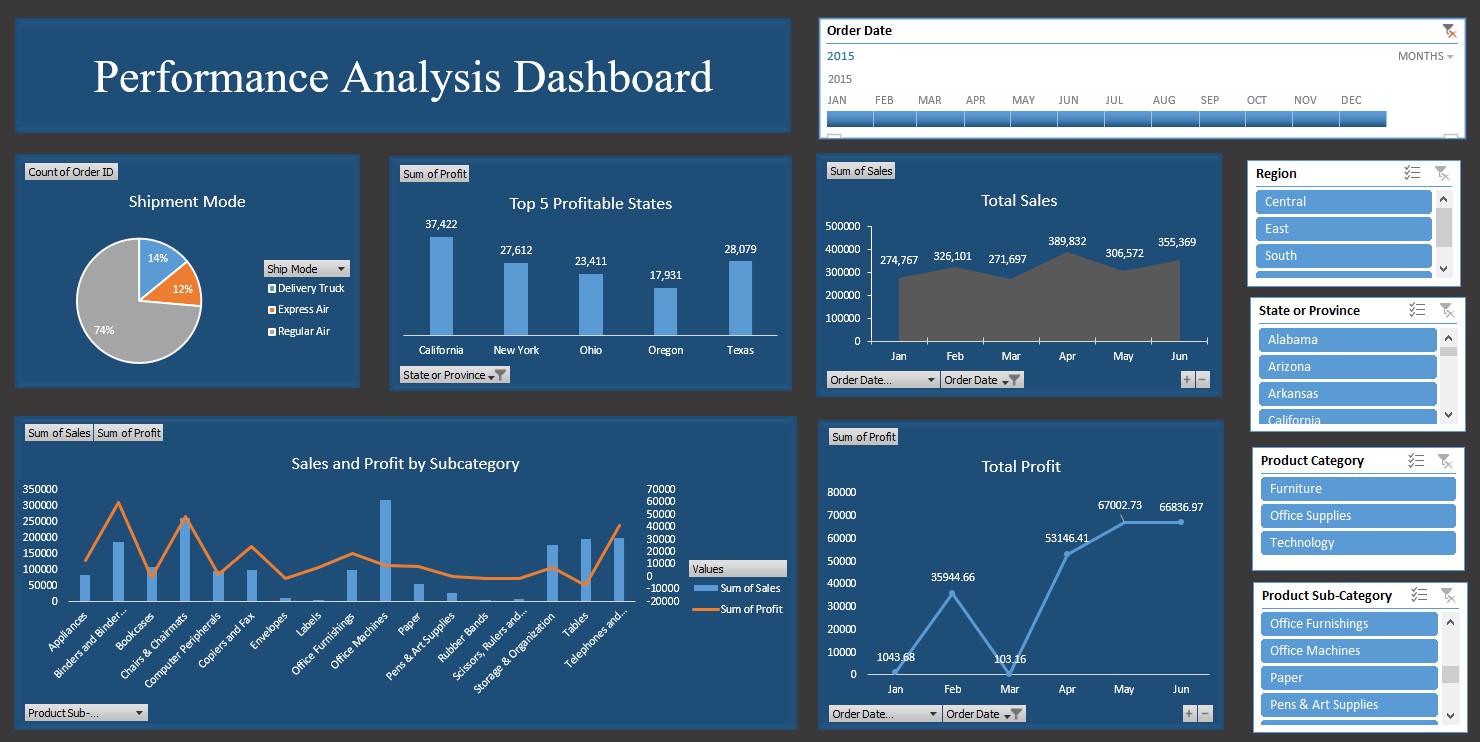 Performance Analysis Dashboard
Order Date
2015
MONTHS
2015
JAN FEB MAR APR MAY JUN JUL AUG SEP OCT NOV DEC
Count of Order ID
Shipment Mode
14%
12%
74%
Ship Mode
Delivery Truck
Express Air
Regular Air
Sum of Profit
Top 5 Profitable States
37,422
27,612
23,411
17,931
28,079
California New York Ohio Oregon Texas
State or Province
Sum of Sales
Total Sales
500000
400000
300000
200000
100000
0
274,767
326,101
271,697
389,832
306,572
355,369
Jan Feb Mar Apr May Jun
Order Date... Order Date
+ −
Region
Central
East
South
State or Province
Alabama
Arizona
Arkansas
California
Sum of Sales Sum of Profit
Sales and Profit by Subcategory
350000
300000
250000
200000
150000
100000
50000
0
70000
60000
50000
40000
30000
20000
10000
0
-10000
-20000
Appliances
Binders and Binder...
Bookcases
Chairs & Chairmats
Computer Peripherals
Copiers and Fax
Envelopes
Labels
Office Furnishings
Office Machines
Paper
Pens & Art Supplies
Rubber Bands
Scissors, Rulers and...
Storage & Organization
Tables
Telephones and...
Values
Sum of Sales
Sum of Profit
Product Sub-...
Sum of Profit
Total Profit
80000
70000
60000
50000
40000
30000
20000
10000
0
1043.68
35944.66
103.16
53146.41
67002.73
66836.97
Jan Feb Mar Apr May Jun
Order Date... Order Date
+ −
Product Category
Furniture
Office Supplies
Technology
Product Sub-Category
Office Furnishings
Office Machines
Paper
Pens & Art Supplies